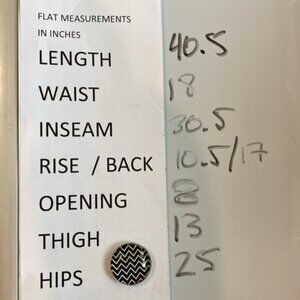 FLAT MEASUREMENTS
IN INCHES
LENGTH 40.5
WAIST 18
INSEAM 30.5
RISE / BACK 10.5/17
OPENING 8
THIGH 13
HIPS 25